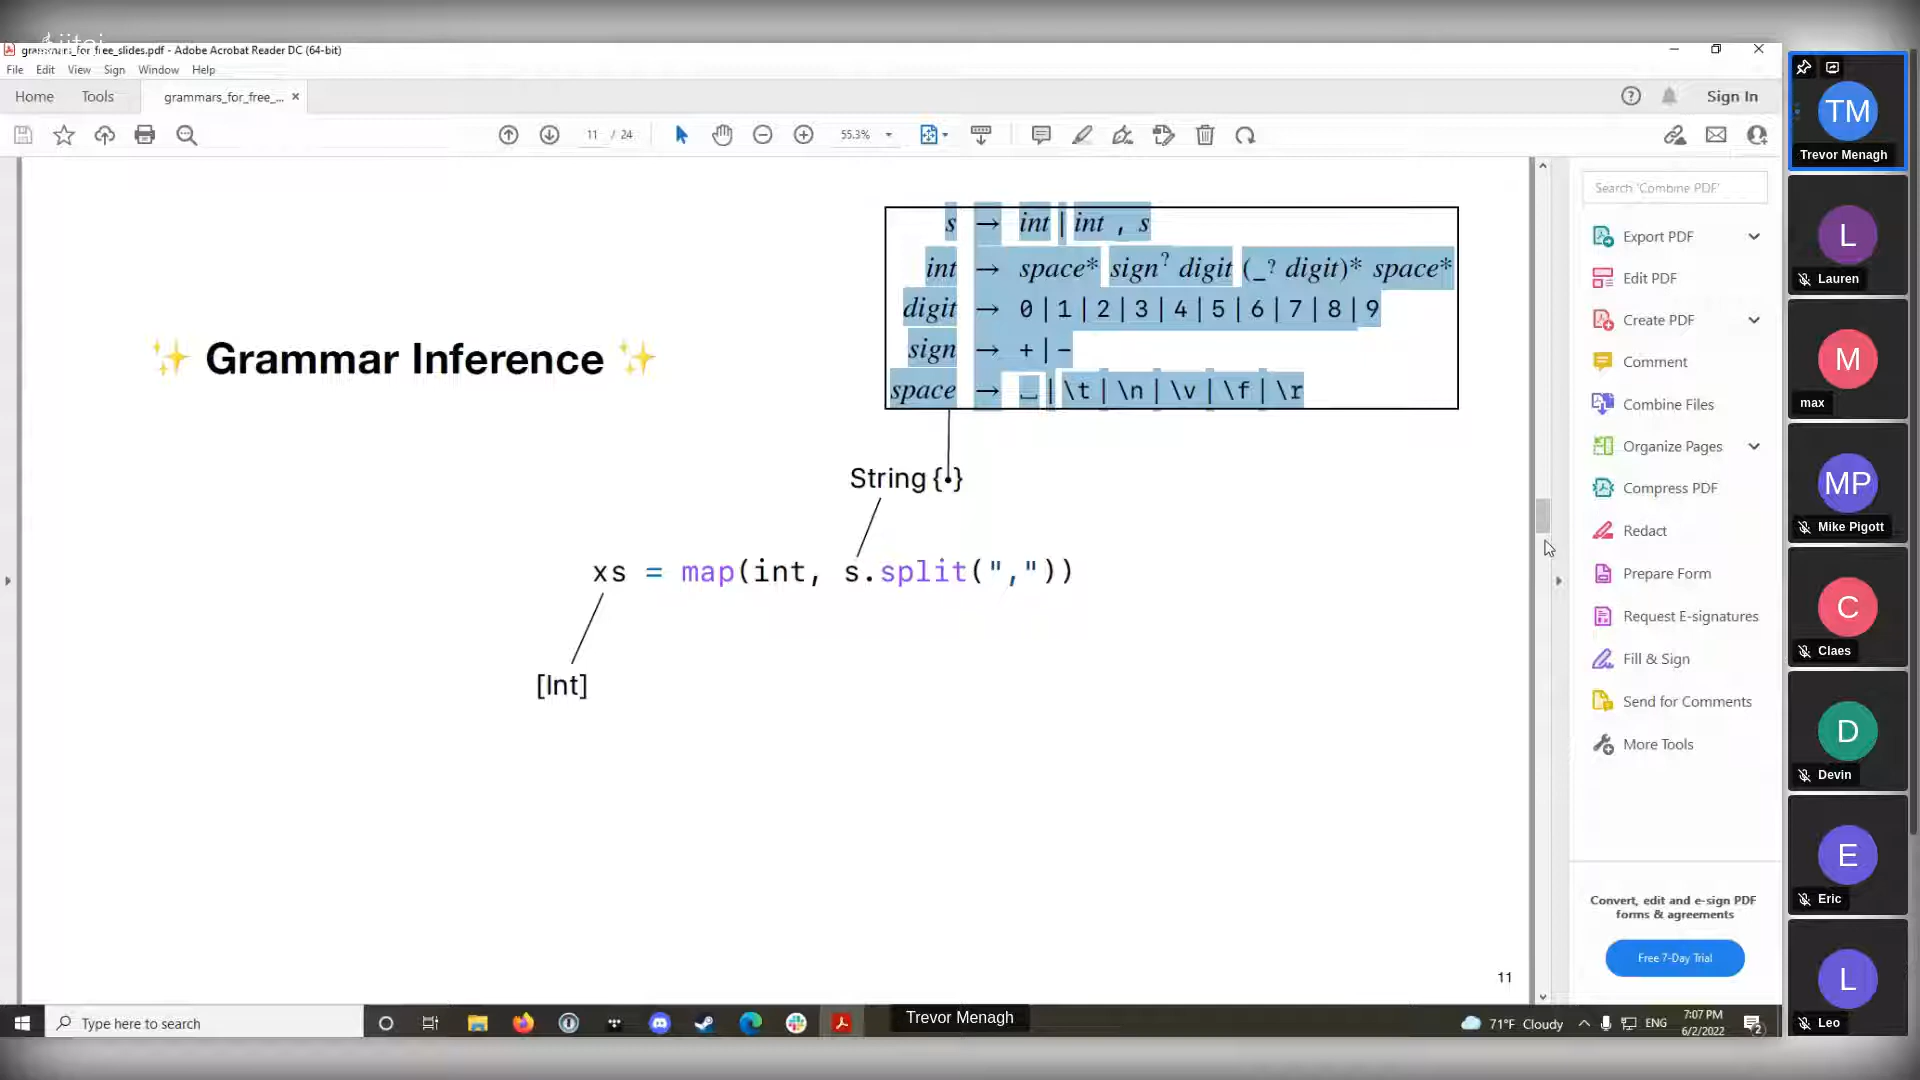 jitsi
grammars_for_free_slides.pdf - Adobe Acrobat Reader DC (64-bit)
File Edit View Sign Window Help
Home Tools grammars_for_free_... ×
Sign In
11 / 24 55.3%
s → int | int , s
int → space* sign? digit (_? digit)* space*
digit → 0 | 1 | 2 | 3 | 4 | 5 | 6 | 7 | 8 | 9
sign → + | -
space → ␣ | \t | \n | \v | \f | \r
✨ Grammar Inference ✨
String {•}
xs = map(int, s.split(","))
[Int]
11
Search 'Combine PDF'
Export PDF
Edit PDF
Create PDF
Comment
Combine Files
Organize Pages
Compress PDF
Redact
Prepare Form
Request E-signatures
Fill & Sign
Send for Comments
More Tools
Convert, edit and e-sign PDF
forms & agreements
Free 7-Day Trial
TM
Trevor Menagh
L
Lauren
M
max
MP
Mike Pigott
C
Claes
D
Devin
E
Eric
L
Leo
Type here to search
Trevor Menagh
71°F Cloudy
ENG
7:07 PM
6/2/2022
2